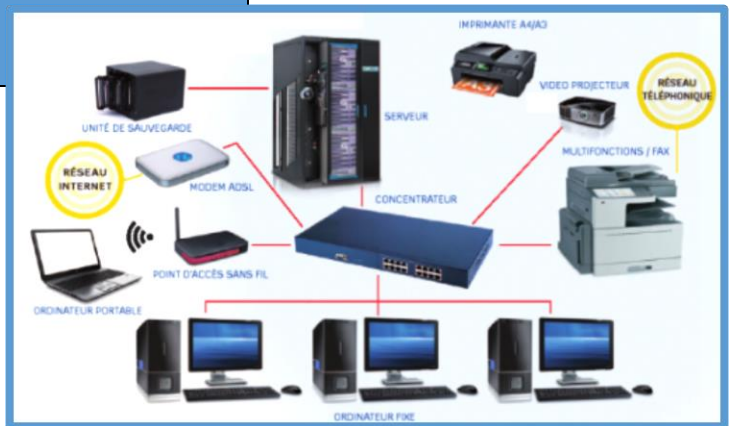 IMPRIMANTE A4/A3
VIDEO PROJECTEUR
RÉSEAU
TÉLÉPHONIQUE
SERVEUR
UNITÉ DE SAUVEGARDE
MULTIFONCTIONS / FAX
RÉSEAU
INTERNET
MODEM ADSL
CONCENTRATEUR
POINT D'ACCÈS SANS FIL
ORDINATEUR PORTABLE
ORDINATEUR FIXE